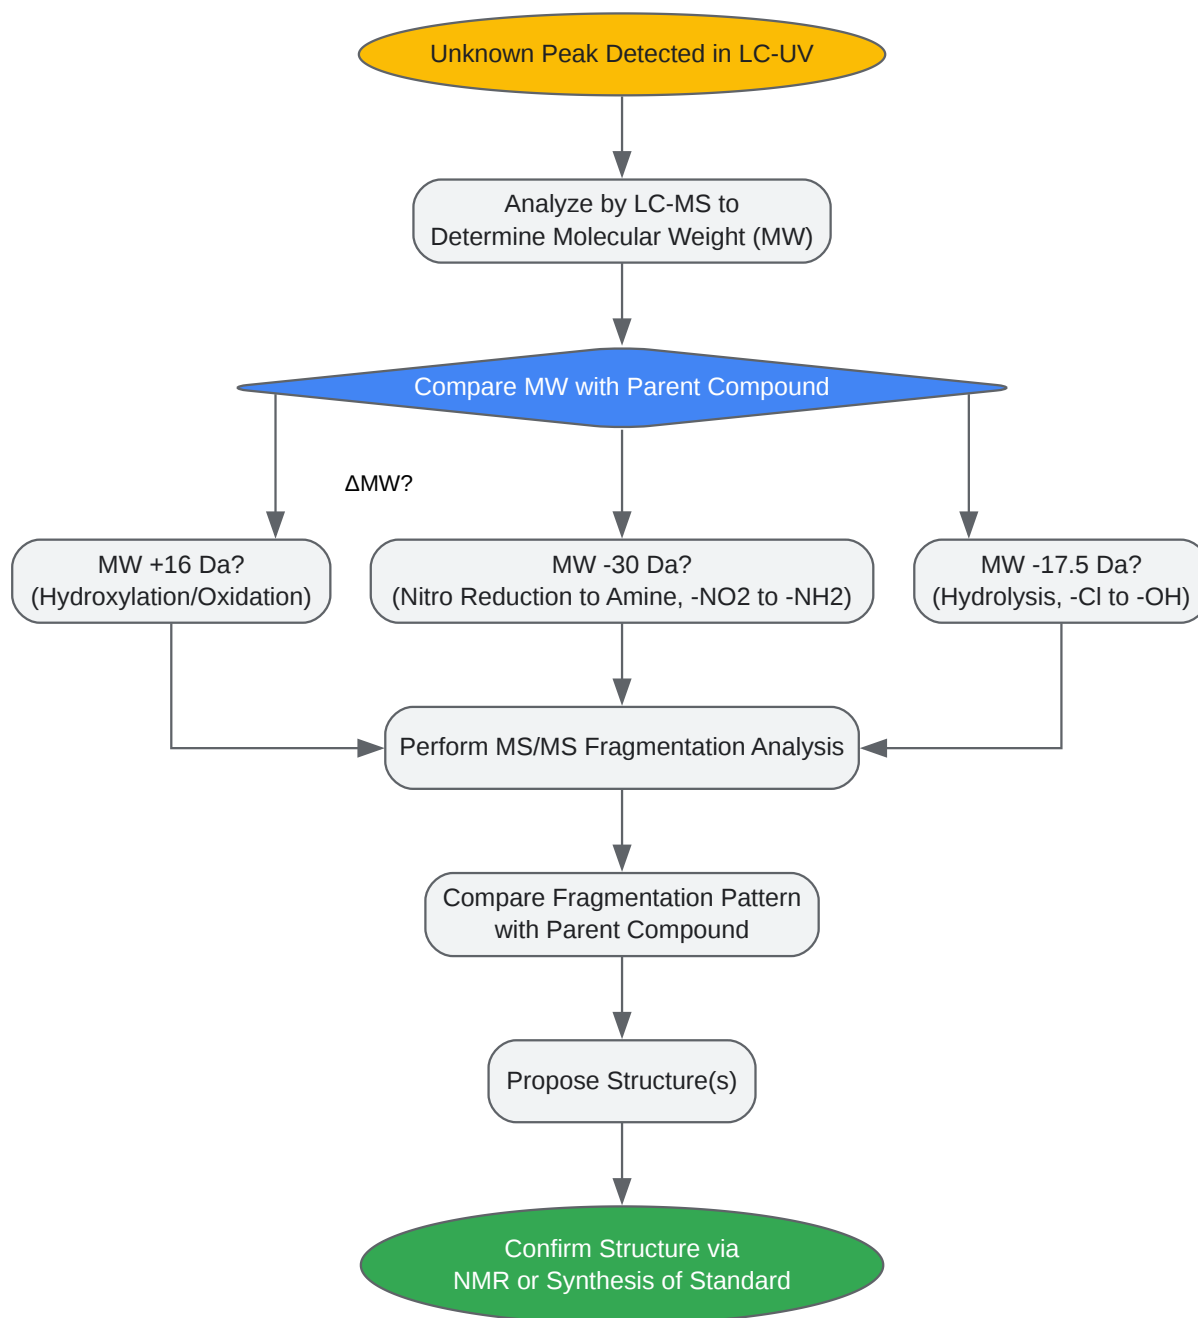 Unknown Peak Detected in LC-UV
Analyze by LC-MS to
Determine Molecular Weight (MW)
Compare MW with Parent Compound
ΔMW?
MW +16 Da?
(Hydroxylation/Oxidation)
MW -30 Da?
(Nitro Reduction to Amine, -NO2 to -NH2)
MW -17.5 Da?
(Hydrolysis, -Cl to -OH)
Perform MS/MS Fragmentation Analysis
Compare Fragmentation Pattern
with Parent Compound
Propose Structure(s)
Confirm Structure via
NMR or Synthesis of Standard